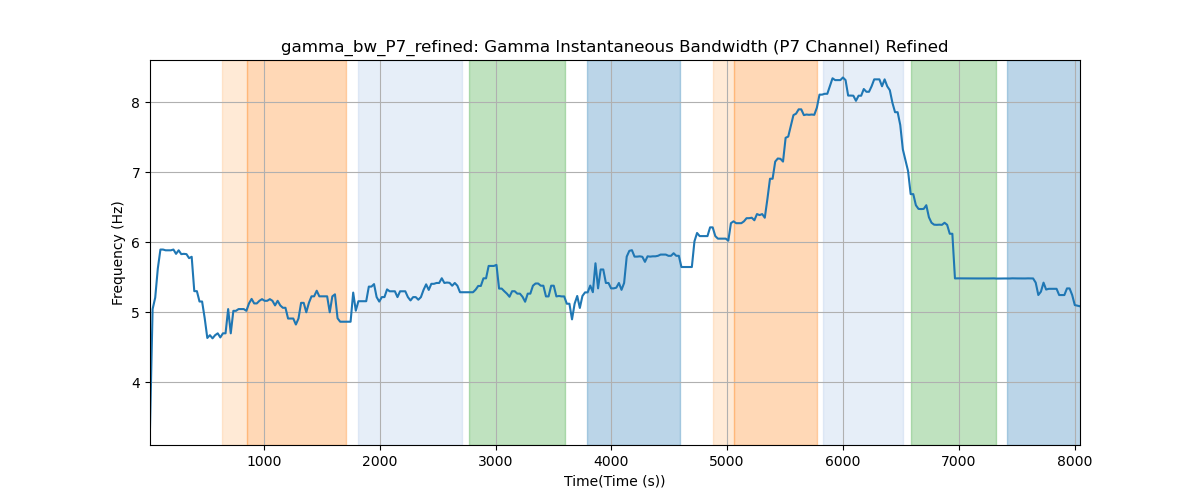 gamma_bw_P7_refined: Gamma Instantaneous Bandwidth (P7 Channel) Refined
Frequency (Hz)
8
7
6
5
4
1000 2000 3000 4000 5000 6000 7000 8000
Time(Time (s))